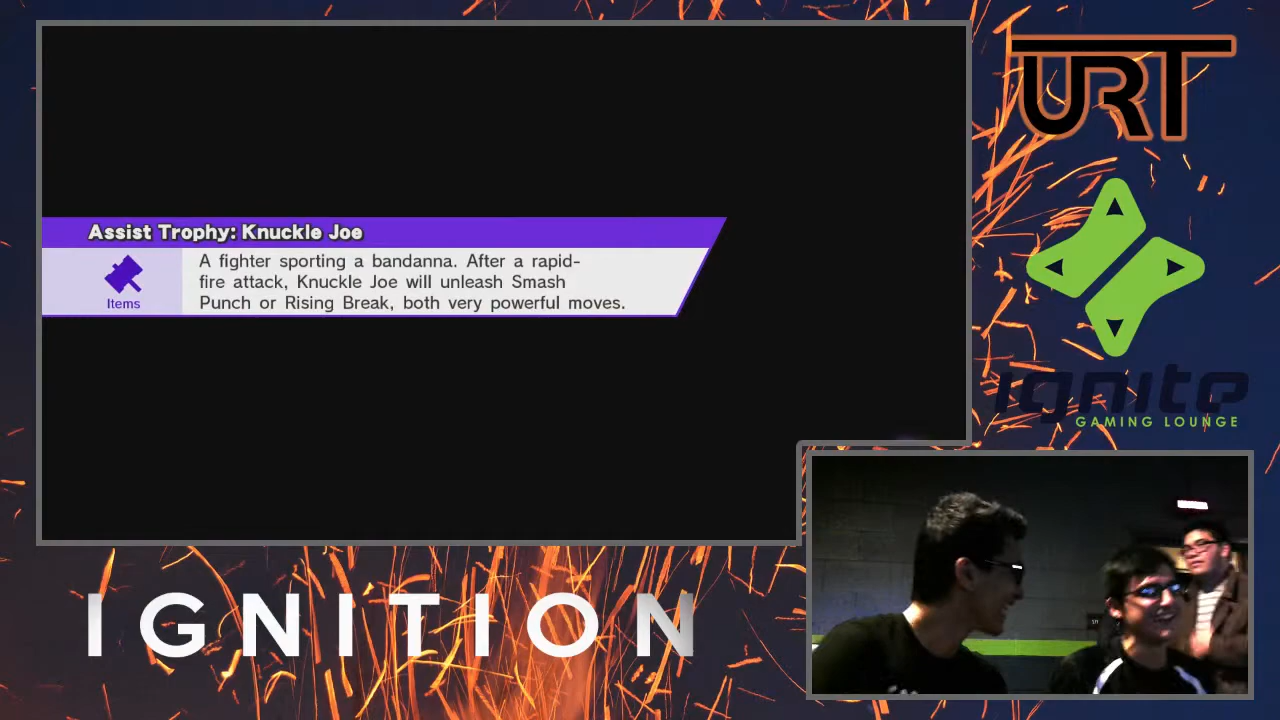 URT
Assist Trophy: Knuckle Joe
A fighter sporting a bandanna. After a rapid-
fire attack, Knuckle Joe will unleash Smash
Punch or Rising Break, both very powerful moves.
Items
ignite
GAMING LOUNGE
IGNITION